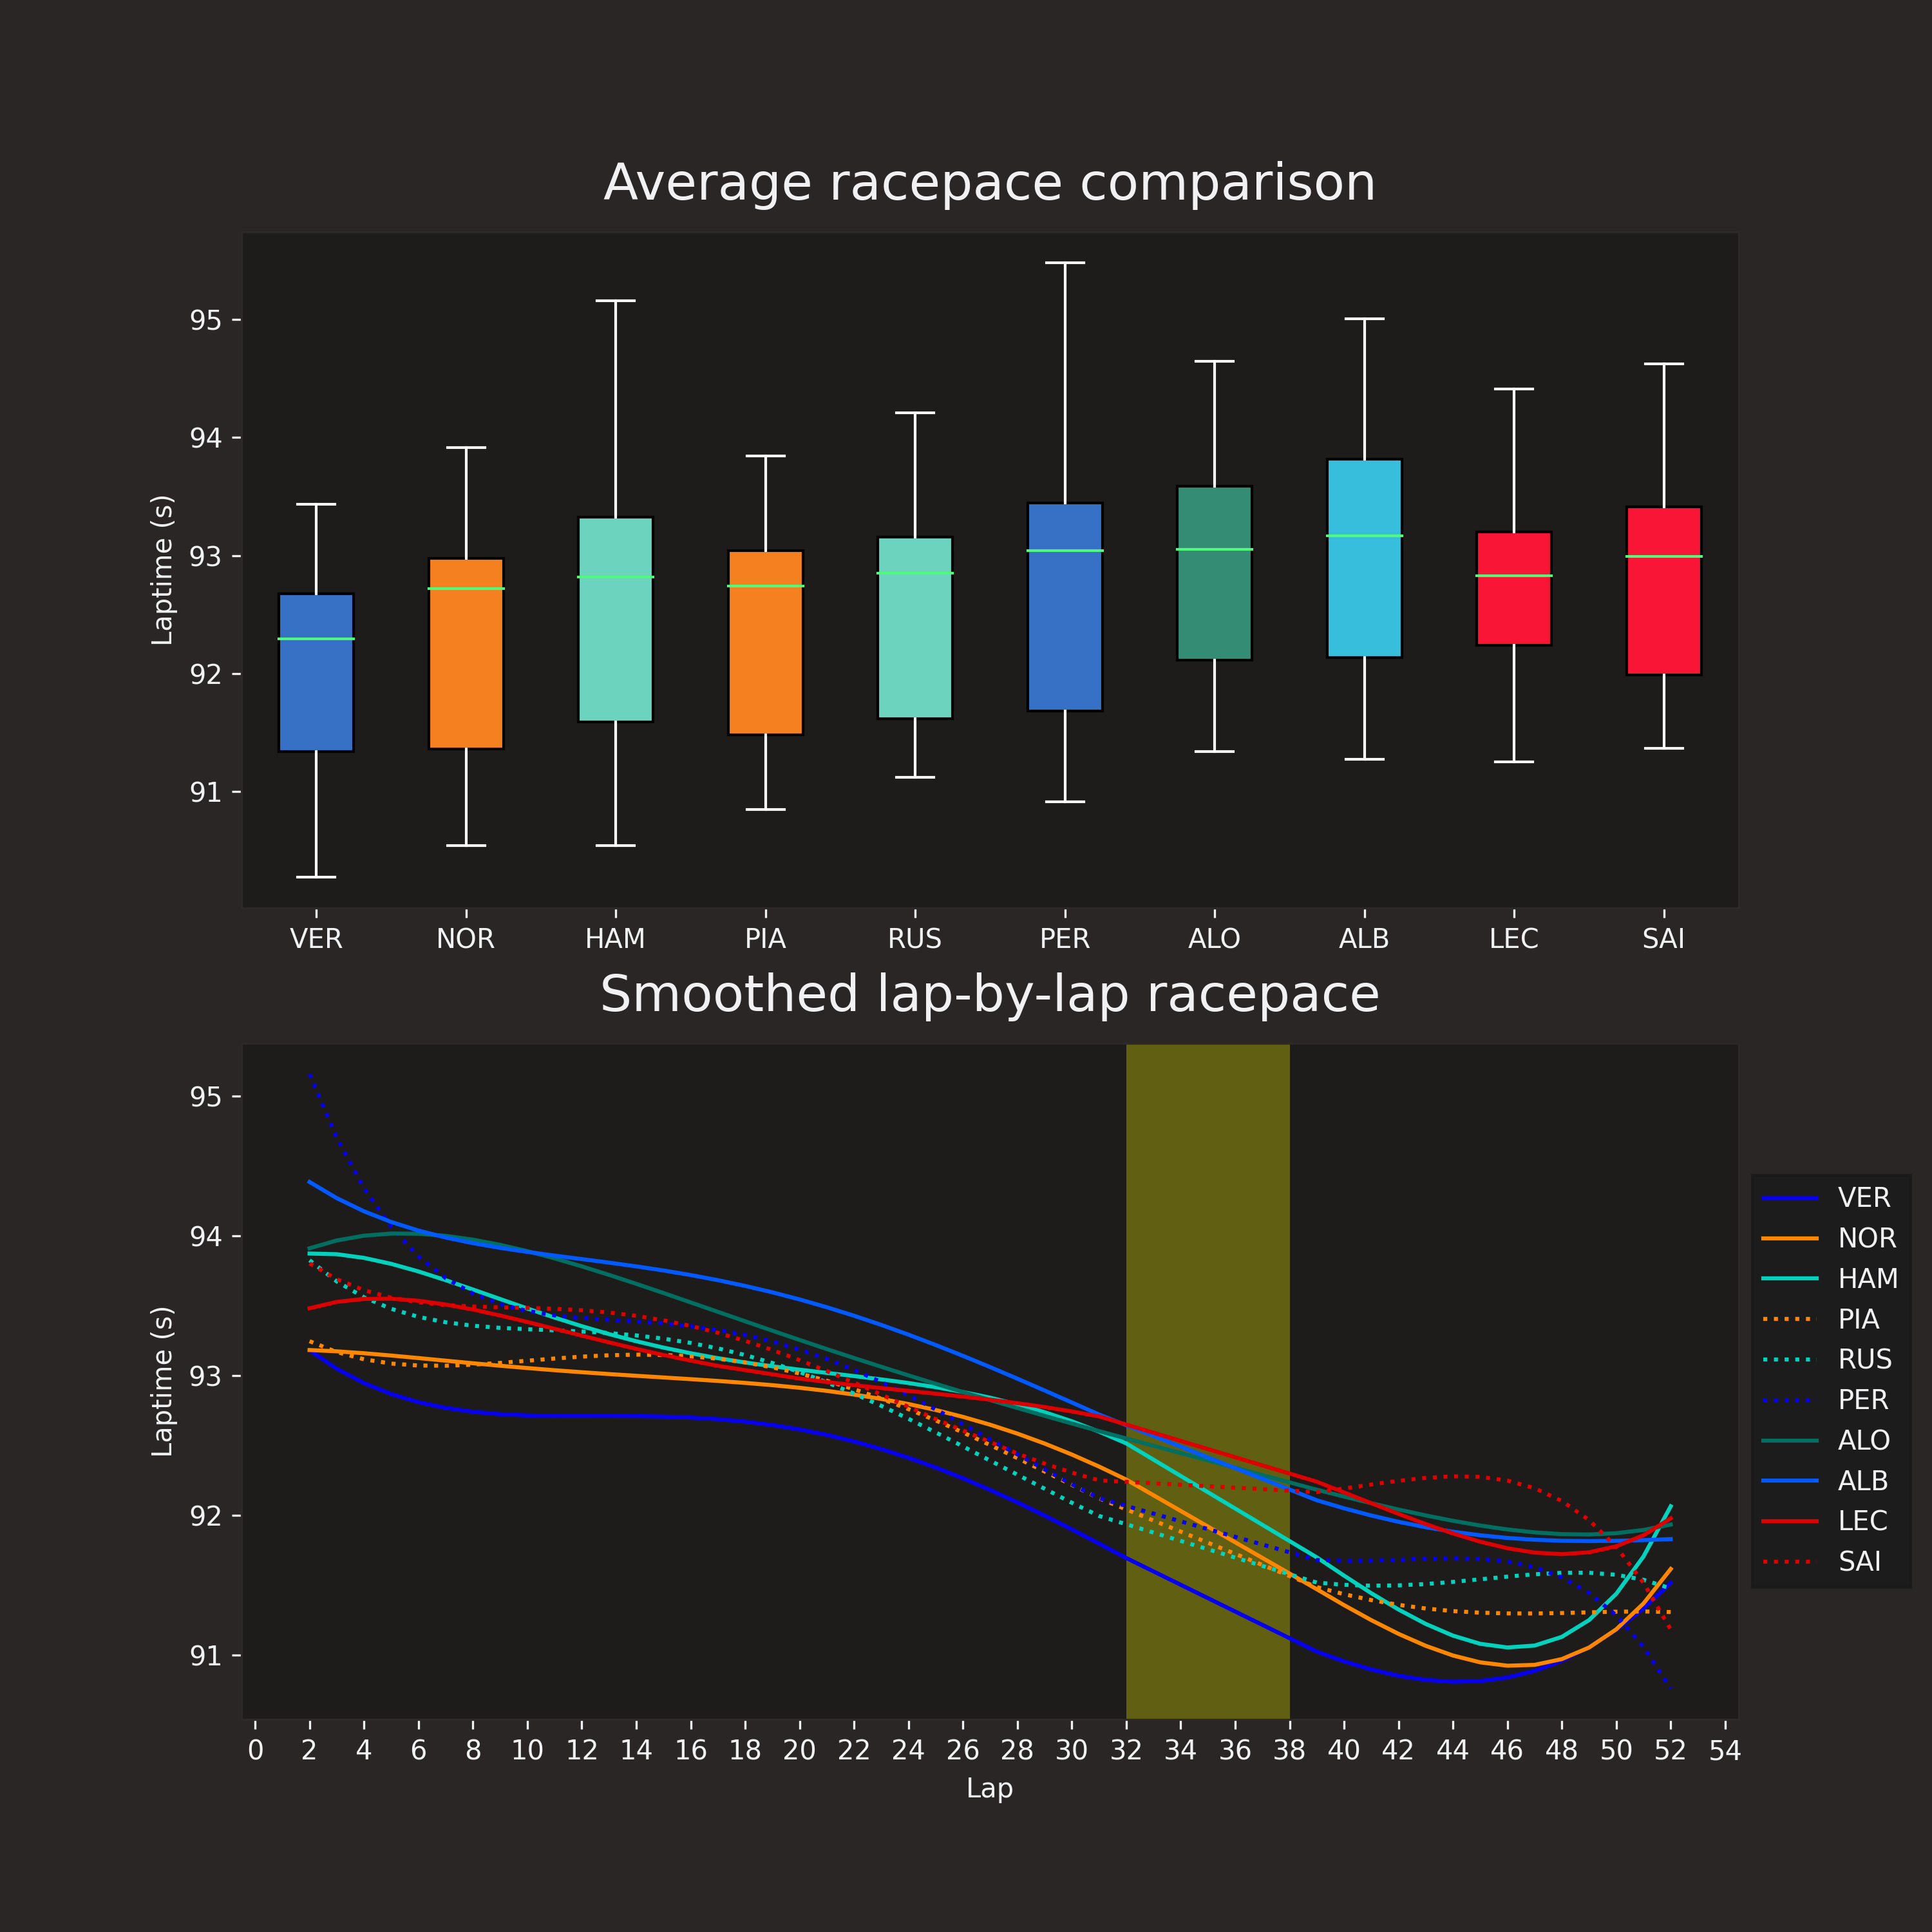 Average racepace comparison
Laptime (s)
95
94
93
92
91
VER NOR HAM PIA RUS PER ALO ALB LEC SAI
Smoothed lap-by-lap racepace
Laptime (s)
95
94
93
92
91
0 2 4 6 8 10 12 14 16 18 20 22 24 26 28 30 32 34 36 38 40 42 44 46 48 50 52 54
Lap
VER
NOR
HAM
PIA
RUS
PER
ALO
ALB
LEC
SAI